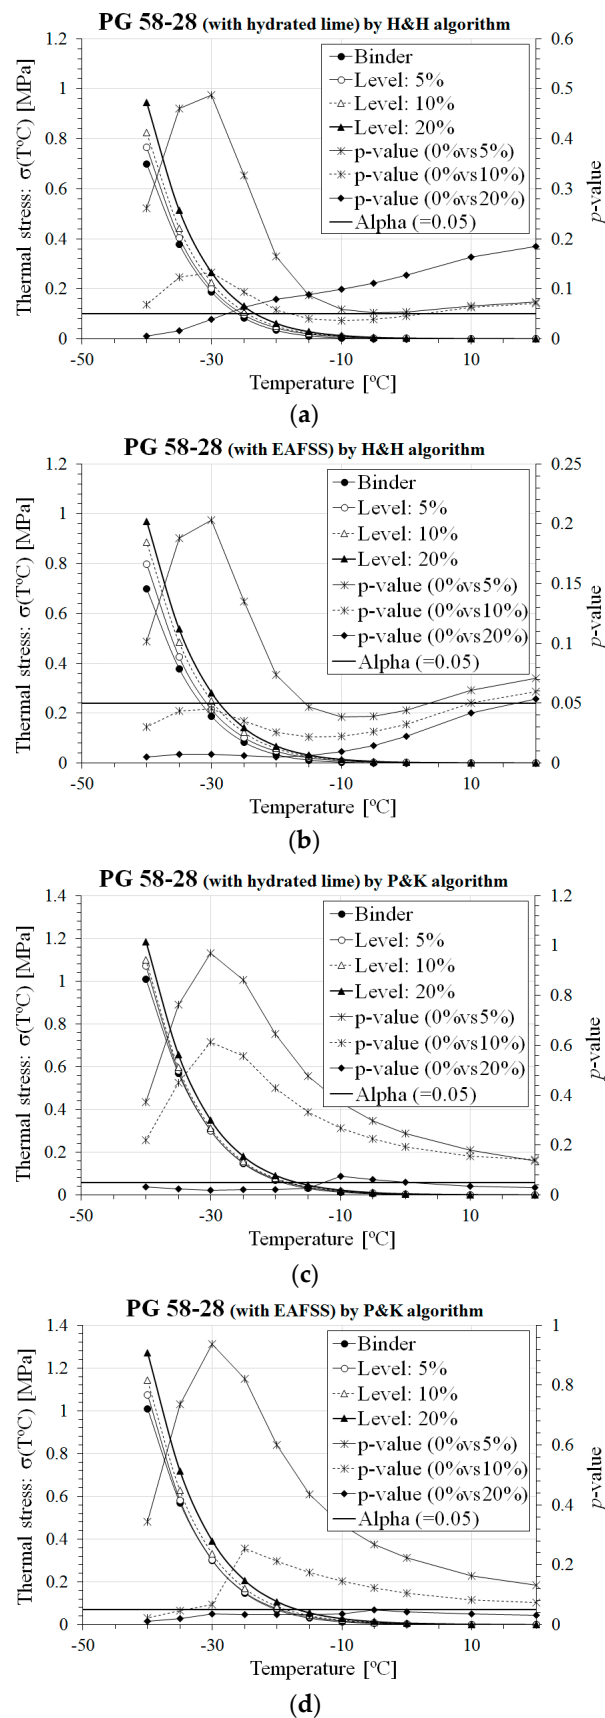 PG 58-28 (with hydrated lime) by H&H algorithm
Thermal stress: σ(TºC) [MPa]
1.2
1
0.8
0.6
0.4
0.2
0
0.6
0.5
0.4
0.3
0.2
0.1
0
p-value
Binder
Level: 5%
Level: 10%
Level: 20%
p-value (0%vs5%)
p-value (0%vs10%)
p-value (0%vs20%)
Alpha (=0.05)
-50 -30 -10 10
Temperature [ºC]
(a)
PG 58-28 (with EAFSS) by H&H algorithm
Thermal stress: σ(TºC) [MPa]
1.2
1
0.8
0.6
0.4
0.2
0
0.25
0.2
0.15
0.1
0.05
0
p-value
Binder
Level: 5%
Level: 10%
Level: 20%
p-value (0%vs5%)
p-value (0%vs10%)
p-value (0%vs20%)
Alpha (=0.05)
-50 -30 -10 10
Temperature [ºC]
(b)
PG 58-28 (with hydrated lime) by P&K algorithm
Thermal stress: σ(TºC) [MPa]
1.4
1.2
1
0.8
0.6
0.4
0.2
0
1.2
1
0.8
0.6
0.4
0.2
0
p-value
Binder
Level: 5%
Level: 10%
Level: 20%
p-value (0%vs5%)
p-value (0%vs10%)
p-value (0%vs20%)
Alpha (=0.05)
-50 -30 -10 10
Temperature [ºC]
(c)
PG 58-28 (with EAFSS) by P&K algorithm
Thermal stress: σ(TºC) [MPa]
1.4
1.2
1
0.8
0.6
0.4
0.2
0
1
0.8
0.6
0.4
0.2
0
p-value
Binder
Level: 5%
Level: 10%
Level: 20%
p-value (0%vs5%)
p-value (0%vs10%)
p-value (0%vs20%)
Alpha (=0.05)
-50 -30 -10 10
Temperature [ºC]
(d)